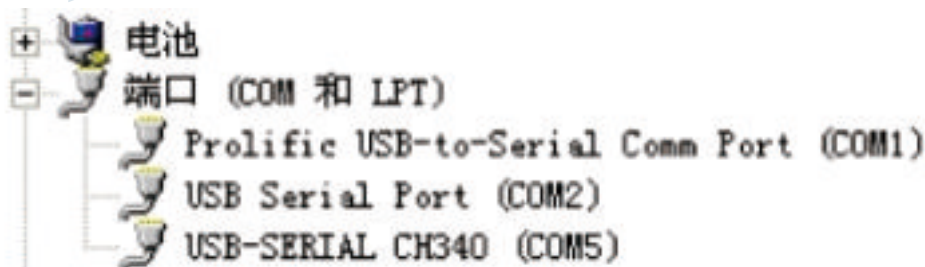 电池
端口 (COM 和 LPT)
Prolific USB-to-Serial Comm Port (COM1)
USB Serial Port (COM2)
USB-SERIAL CH340 (COM5)